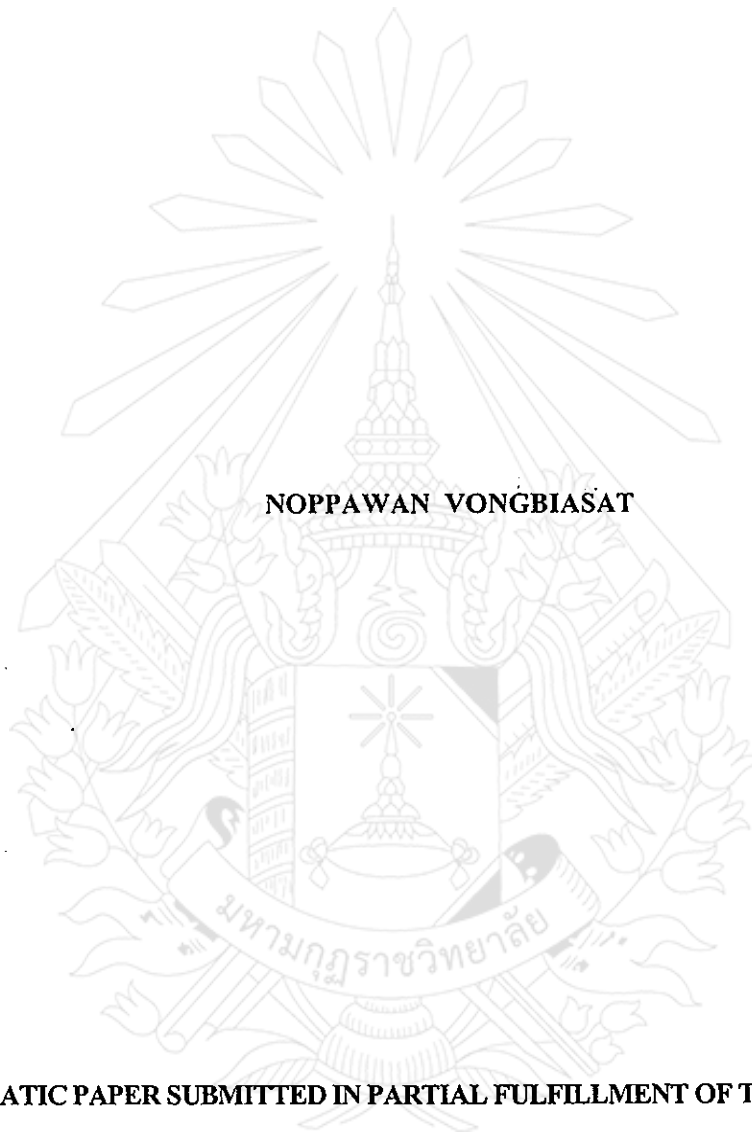 NOPPAWAN VONGBIASAT
มหามกุฏราชวิทยาลัย
ATIC PAPER SUBMITTED IN PARTIAL FULFILLMENT OF T